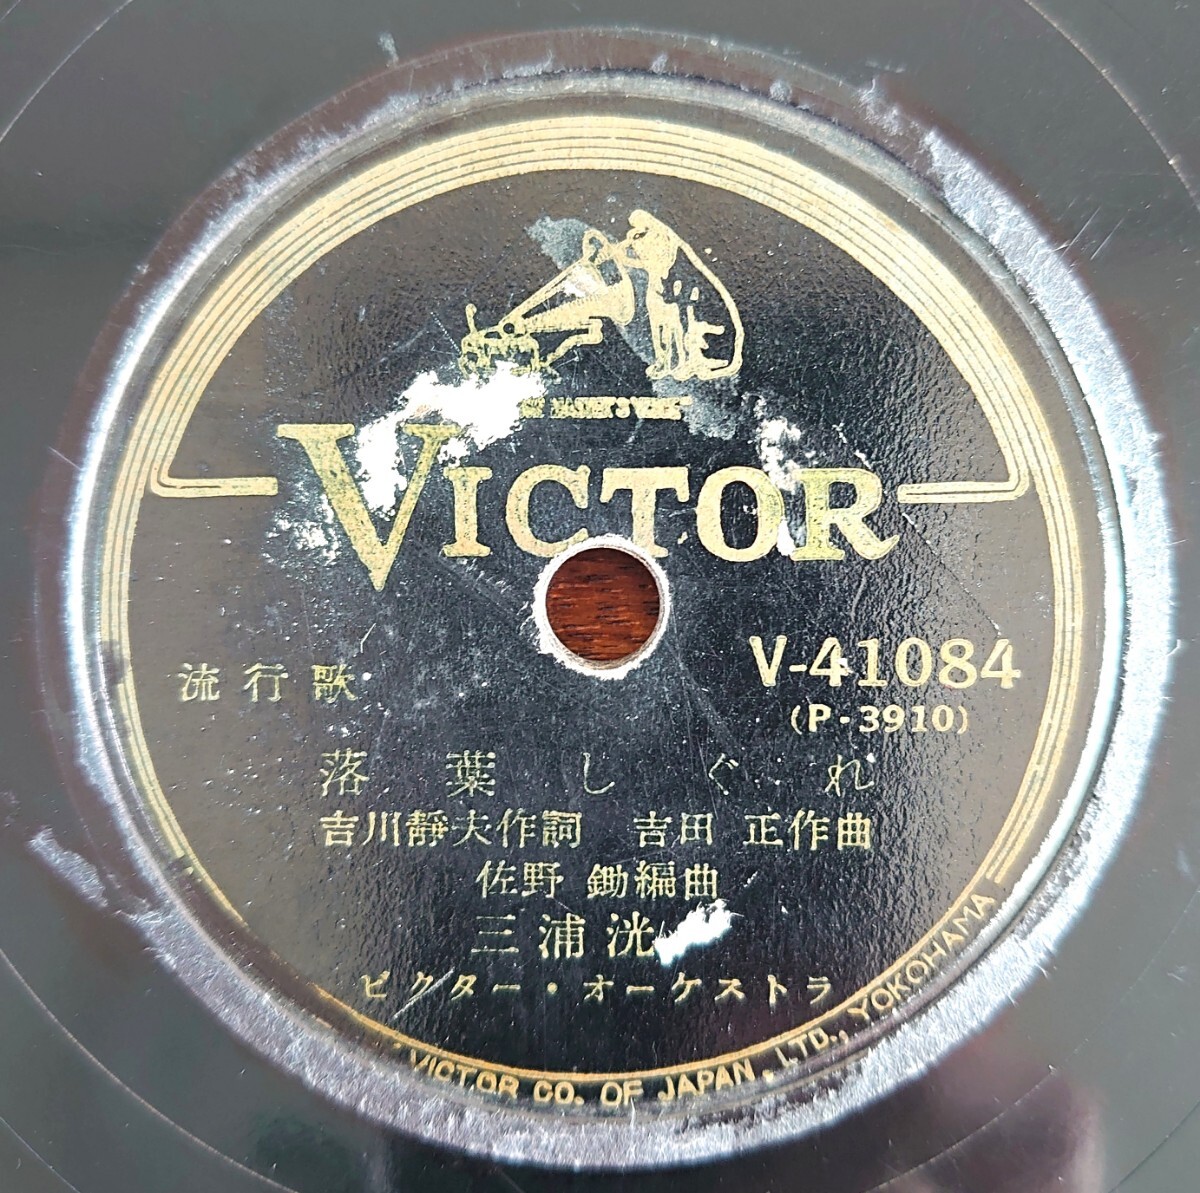 MASTER'S VOICE
VICTOR
V-41084
(P-3910)
流行歌
落葉しぐれ
吉川靜夫作詞 吉田 正作曲
佐野 鋤編曲
三浦洸
ビクター・オーケストラ
VICTOR CO. OF JAPAN, LTD., YOKOHAMA